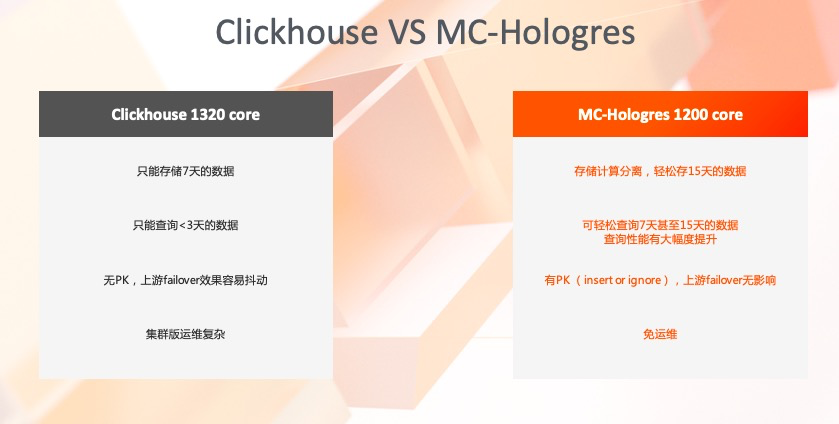 Clickhouse VS MC-Hologres
Clickhouse 1320 core
只能存储7天的数据
只能查询<3天的数据
无PK，上游failover效果容易抖动
集群版运维复杂
MC-Hologres 1200 core
存储计算分离，轻松存15天的数据
可轻松查询7天甚至15天的数据
查询性能有大幅度提升
有PK（insert or ignore），上游failover无影响
免运维